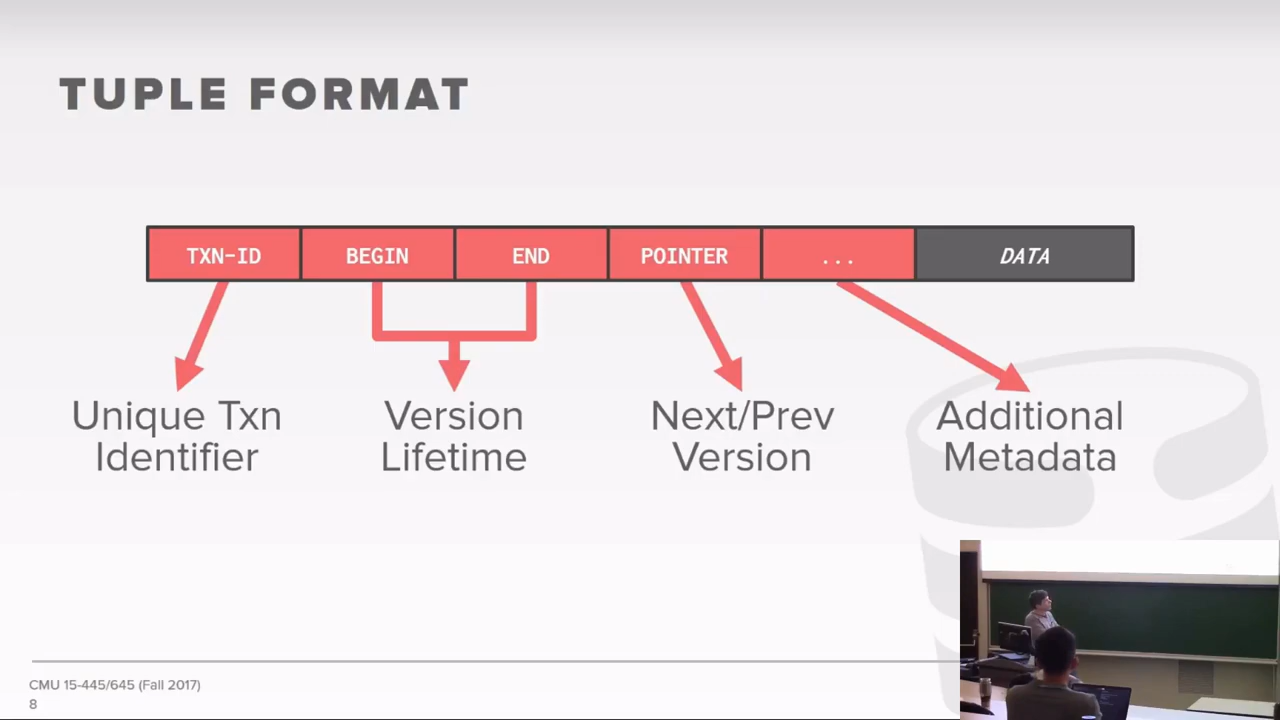 TUPLE FORMAT
TXN-ID BEGIN END POINTER ... DATA
Unique Txn
Identifier
Version
Lifetime
Next/Prev
Version
Additional
Metadata
CMU 15-445/645 (Fall 2017)
8